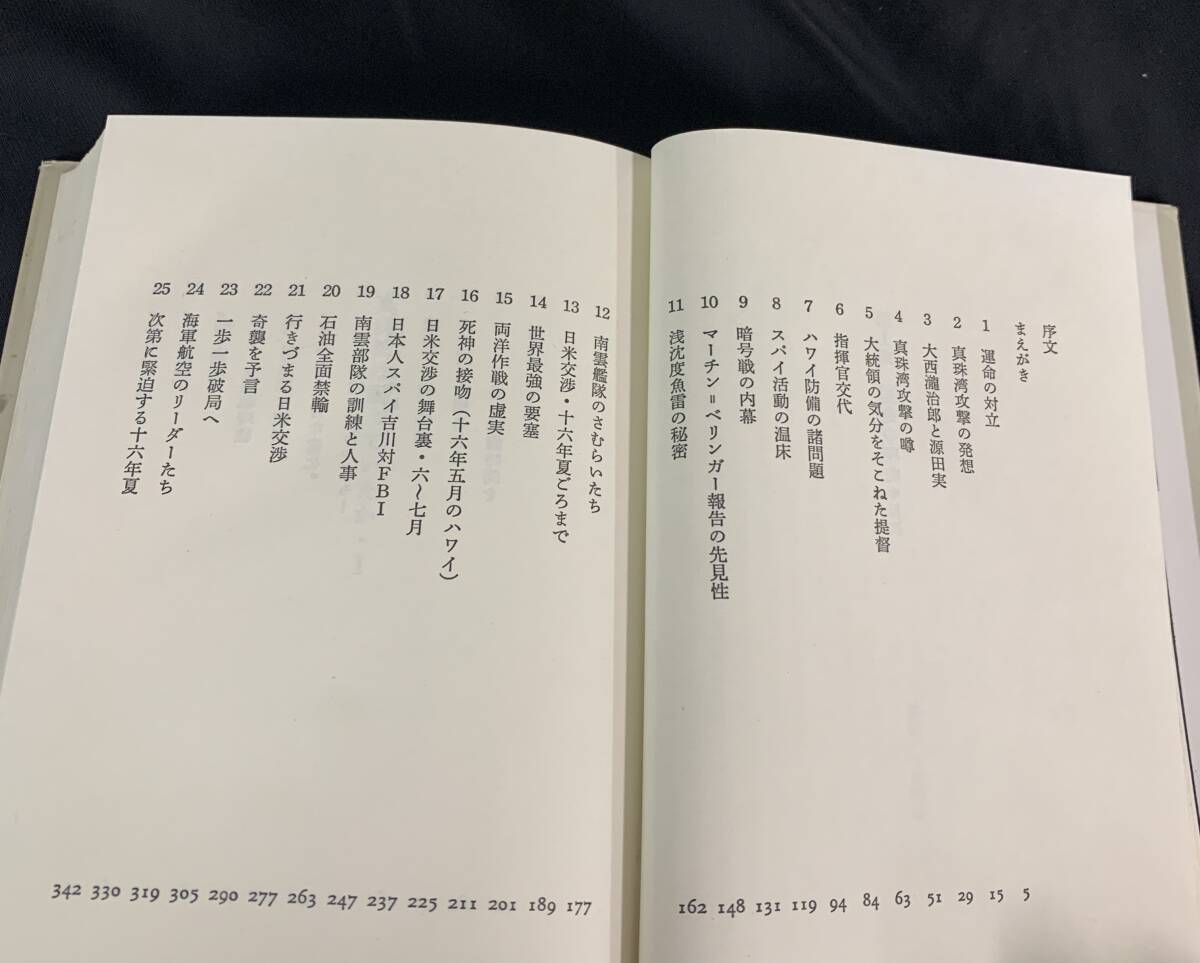 序文
まえがき
1 運命の対立 5
2 真珠湾攻撃の発想 15
3 大西瀧治郎と源田実 29
4 真珠湾攻撃の噂 51
5 大統領の気分をそこねた提督 63
6 指揮官交代 84
7 ハワイ防備の諸問題 94
8 スパイ活動の温床 119
9 暗号戦の内幕 131
10 マーチン=ベリンガー報告の先見性 148
11 浅沈度魚雷の秘密 162
12 南雲艦隊のさむらいたち 177
13 日米交渉・十六年夏ごろまで 189
14 世界最強の要塞 201
15 両洋作戦の虚実 211
16 死神の接吻(十六年五月のハワイ) 225
17 日米交渉の舞台裏・六〜七月 237
18 日本人スパイ吉川対FBI 247
19 南雲部隊の訓練と人事 263
20 石油全面禁輸 277
21 行きづまる日米交渉 290
22 奇襲を予言 305
23 一歩一歩破局へ 319
24 海軍航空のリーダーたち 330
25 次第に緊迫する十六年夏 342